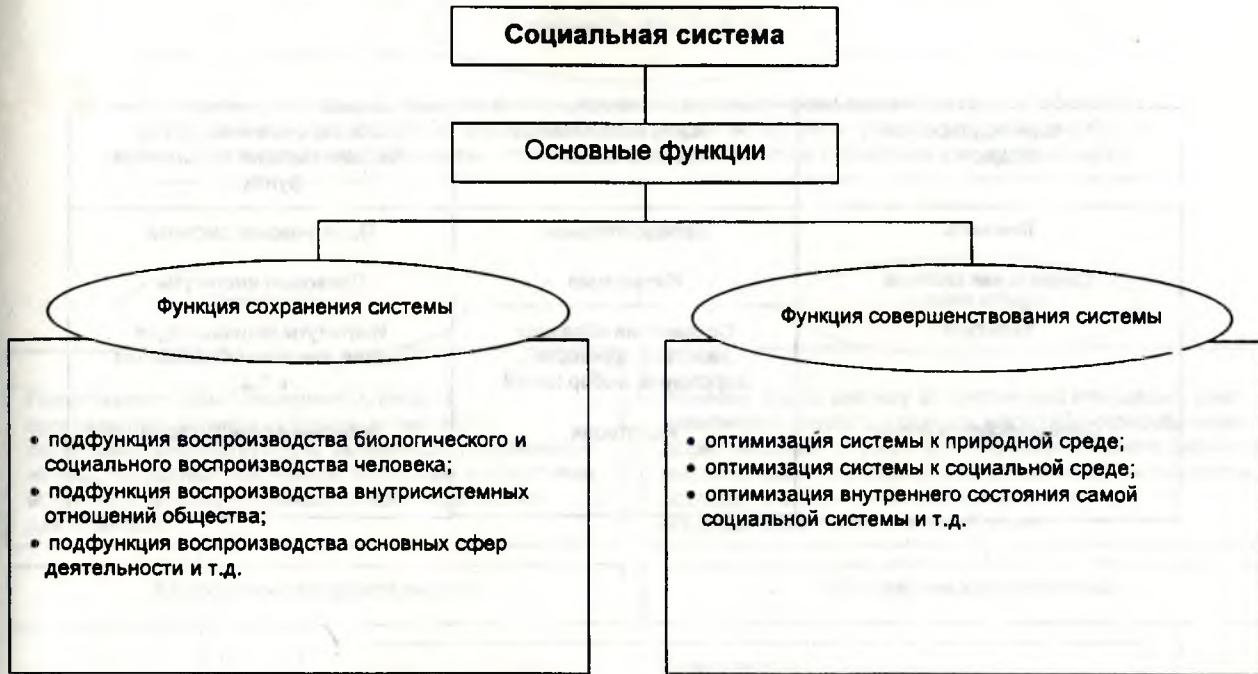 Социальная система
Основные функции
Функция сохранения системы
• подфункция воспроизводства биологического и
социального воспроизводства человека;
• подфункция воспроизводства внутрисистемных
отношений общества;
• подфункция воспроизводства основных сфер
деятельности и т.д.
Функция совершенствования системы
• оптимизация системы к природной среде;
• оптимизация системы к социальной среде;
• оптимизация внутреннего состояния самой
социальной системы и т.д.